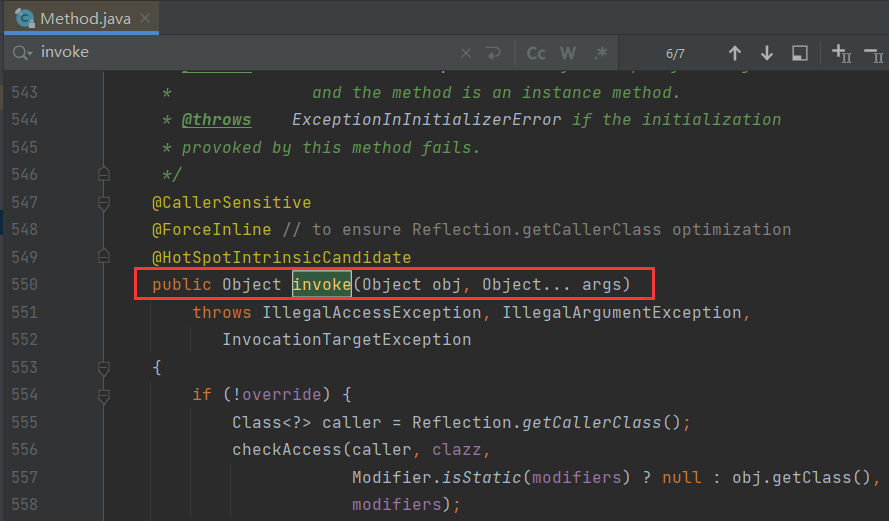 Method.java
invoke
Cc W .* 6/7
543 * and the method is an instance method.
544 * @throws ExceptionInInitializerError if the initialization
545 * provoked by this method fails.
546 */
547 @CallerSensitive
548 @ForceInline // to ensure Reflection.getCallerClass optimization
549 @HotSpotIntrinsicCandidate
550 public Object invoke(Object obj, Object... args)
551 throws IllegalAccessException, IllegalArgumentException,
552 InvocationTargetException
553 {
554 if (!override) {
555 Class<?> caller = Reflection.getCallerClass();
556 checkAccess(caller, clazz,
557 Modifier.isStatic(modifiers) ? null : obj.getClass(),
558 modifiers);